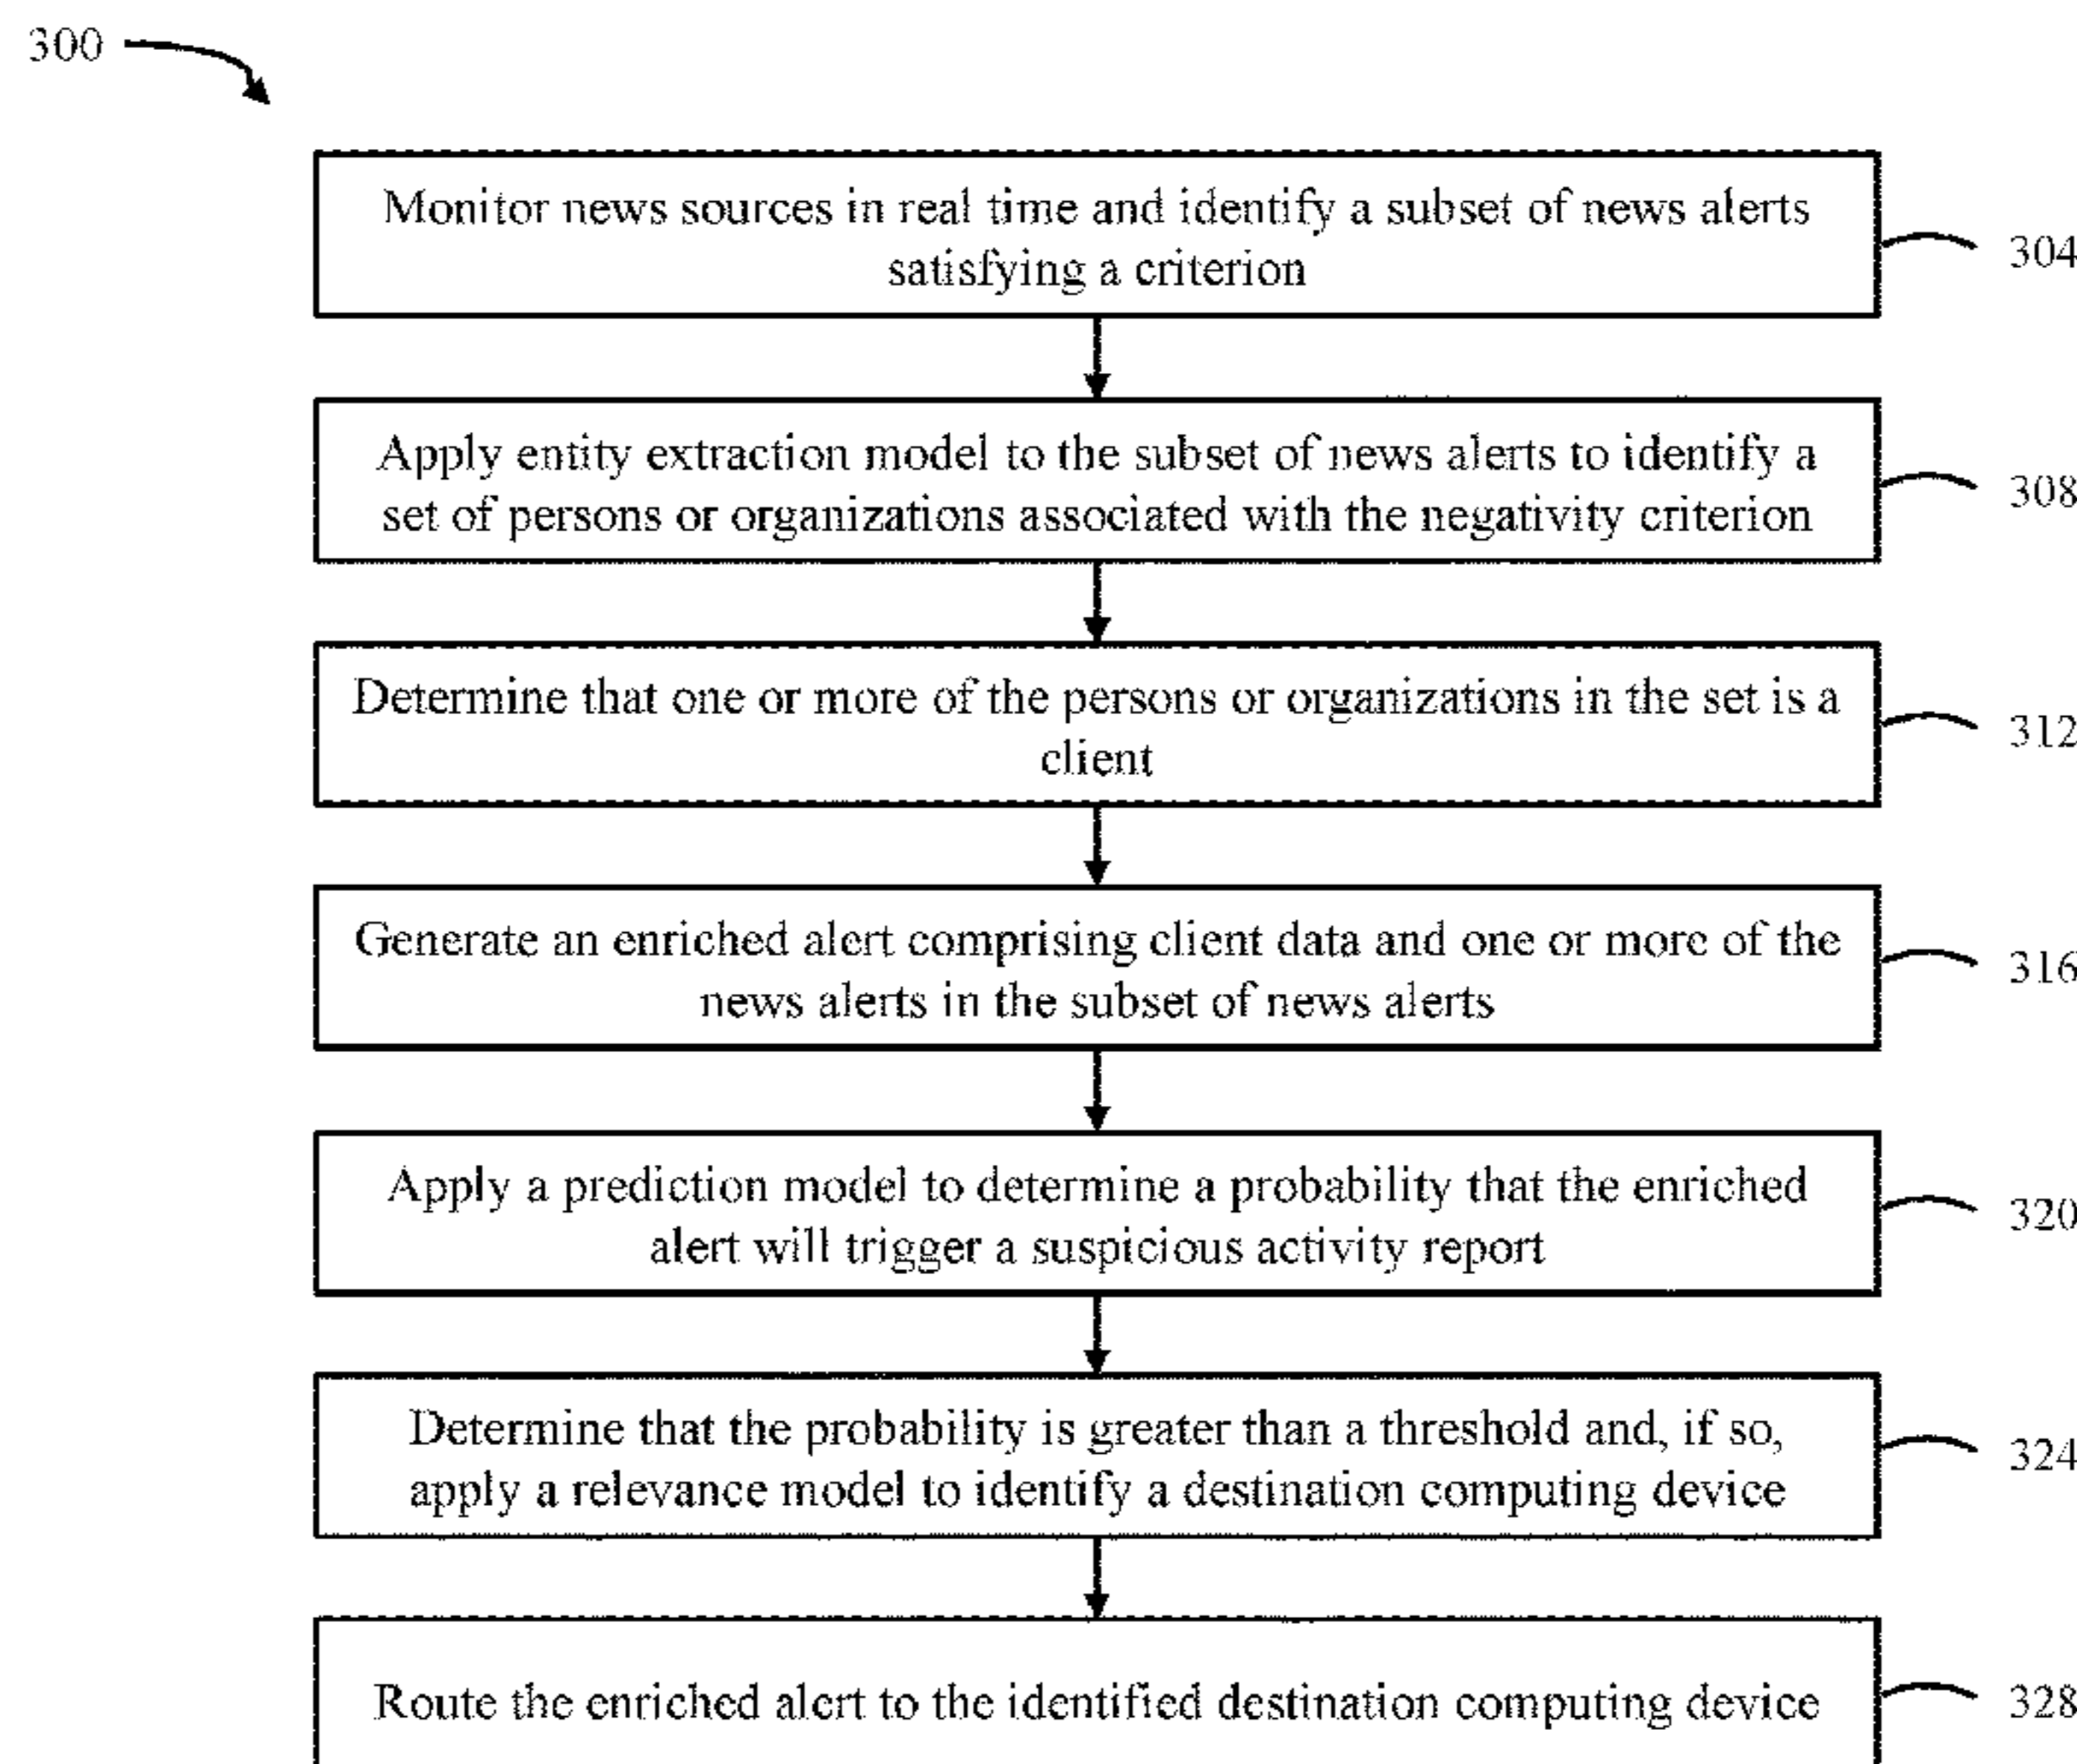 300
Monitor news sources in real time and identify a subset of news alerts
satisfying a criterion
304
Apply entity extraction model to the subset of news alerts to identify a
set of persons or organizations associated with the negativity criterion
308
Determine that one or more of the persons or organizations in the set is a
client
312
Generate an enriched alert comprising client data and one or more of the
news alerts in the subset of news alerts
316
Apply a prediction model to determine a probability that the enriched
alert will trigger a suspicious activity report
320
Determine that the probability is greater than a threshold and, if so,
apply a relevance model to identify a destination computing device
324
Route the enriched alert to the identified destination computing device
328